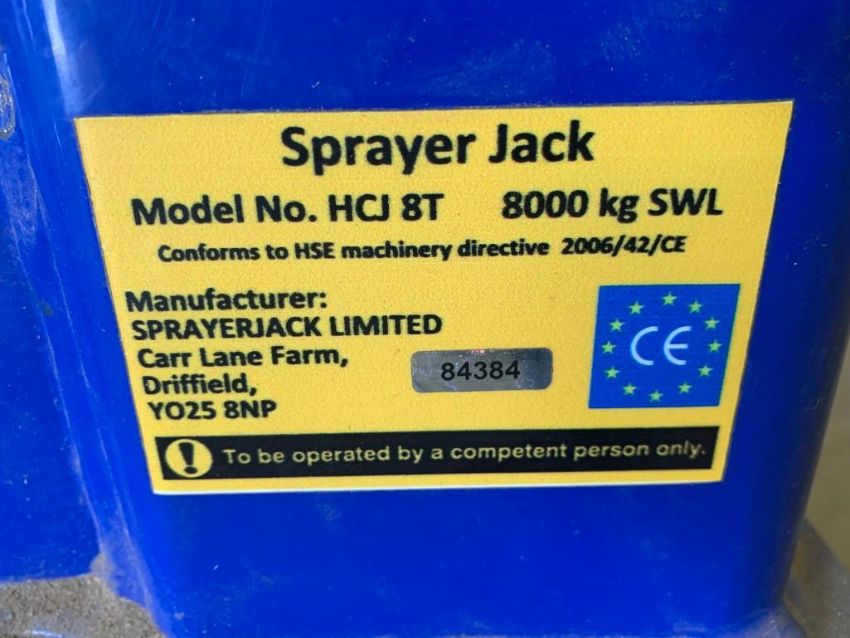 Sprayer Jack
Model No. HCJ 8T 8000 kg SWL
Conforms to HSE machinery directive 2006/42/CE
Manufacturer:
SPRAYERJACK LIMITED
Carr Lane Farm,
Driffield,
YO25 8NP
84384
CE
! To be operated by a competent person only.